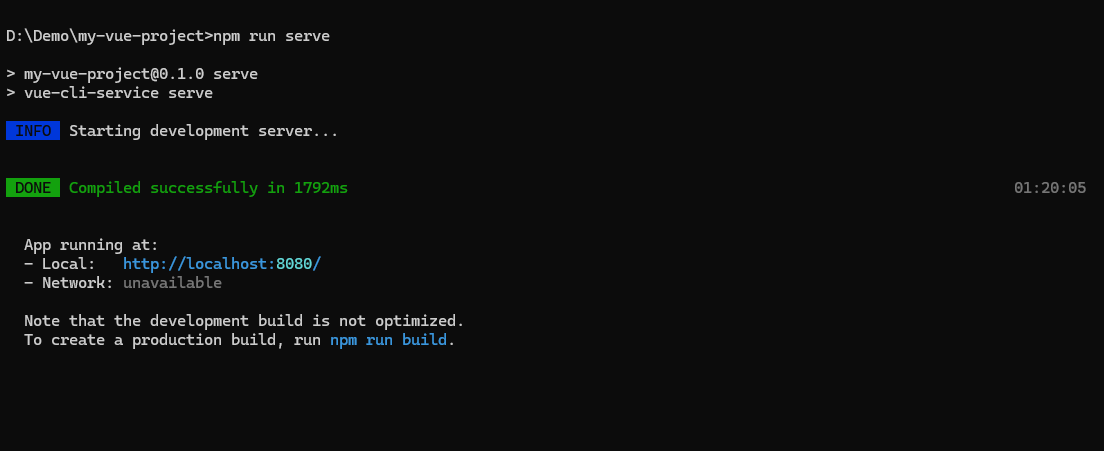 D:\Demo\my-vue-project>npm run serve
> my-vue-project@0.1.0 serve
> vue-cli-service serve
INFO Starting development server...
DONE Compiled successfully in 1792ms 01:20:05
App running at:
- Local: http://localhost:8080/
- Network: unavailable
Note that the development build is not optimized.
To create a production build, run npm run build.